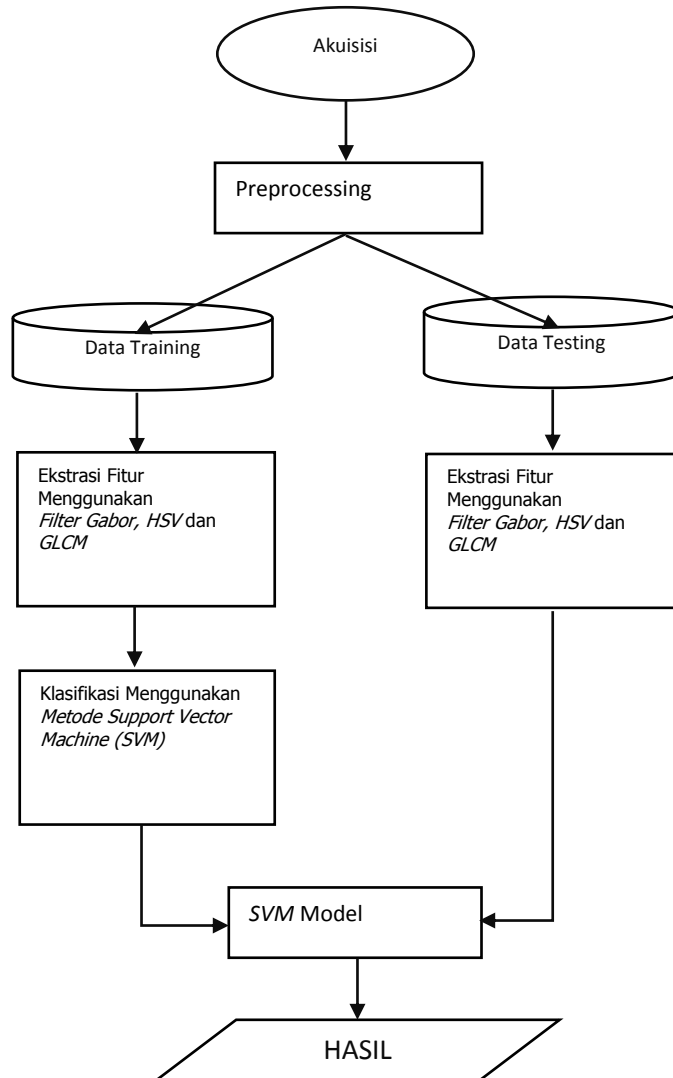 Akuisisi
Preprocessing
Data Training
Data Testing
Ekstrasi Fitur
Menggunakan
Filter Gabor, HSV dan
GLCM
Ekstrasi Fitur
Menggunakan
Filter Gabor, HSV dan
GLCM
Klasifikasi Menggunakan
Metode Support Vector
Machine (SVM)
SVM Model
HASIL